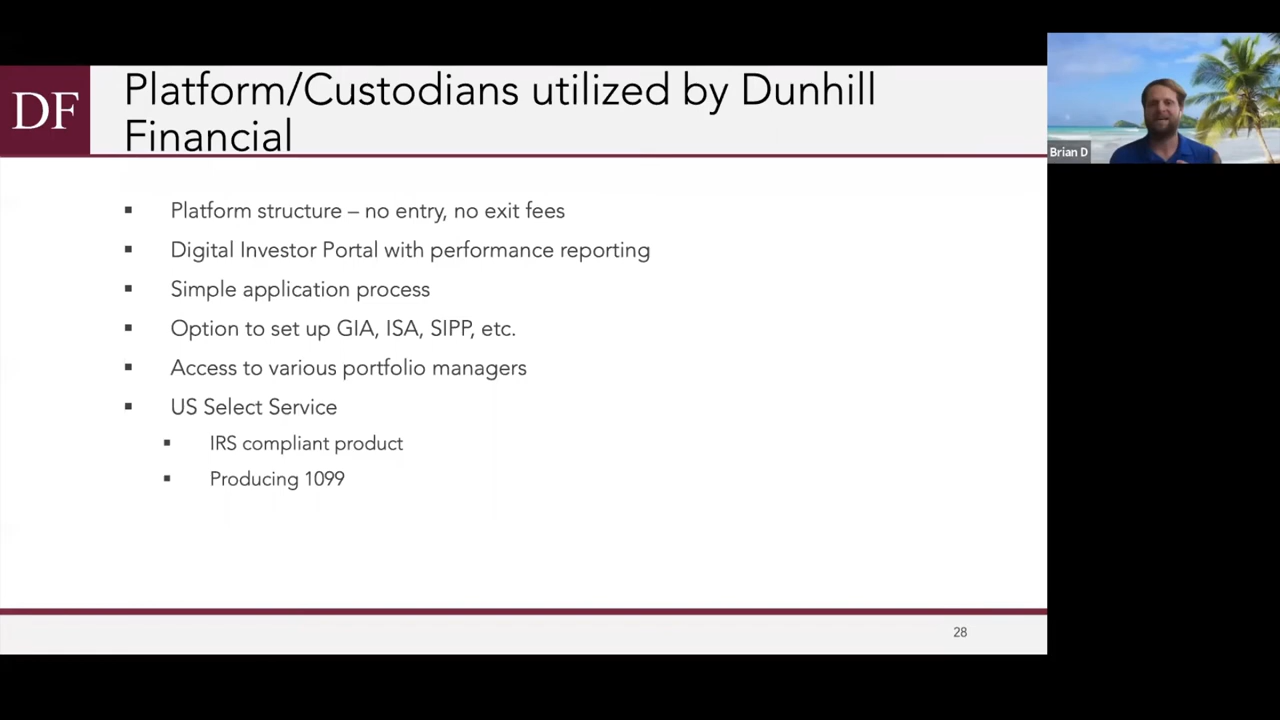 DF
Platform/Custodians utilized by Dunhill
Financial
▪ Platform structure – no entry, no exit fees
▪ Digital Investor Portal with performance reporting
▪ Simple application process
▪ Option to set up GIA, ISA, SIPP, etc.
▪ Access to various portfolio managers
▪ US Select Service
▪ IRS compliant product
▪ Producing 1099
28
Brian D